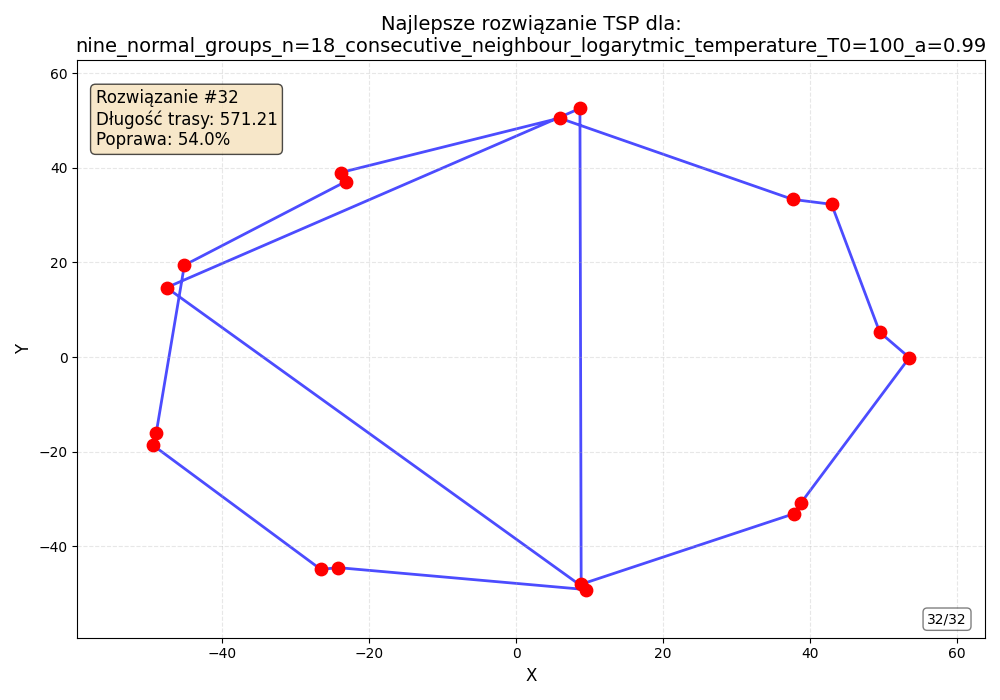 Najlepsze rozwiązanie TSP dla:
nine_normal_groups_n=18_consecutive_neighbour_logarytmic_temperature_T0=100_a=0.99
Rozwiązanie #32
Długość trasy: 571.21
Poprawa: 54.0%
60
40
20
0
−20
−40
Y
32/32
−40 −20 0 20 40 60
X